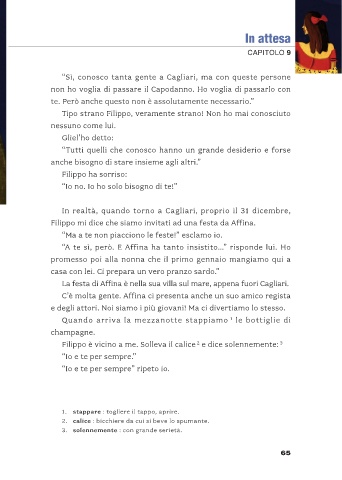 In attesa
CAPITOLO 9
“Sì, conosco tanta gente a Cagliari, ma con queste persone
non ho voglia di passare il Capodanno. Ho voglia di passarlo con
te. Però anche questo non è assolutamente necessario.”
Tipo strano Filippo, veramente strano! Non ho mai conosciuto
nessuno come lui.
Gliel’ho detto:
“Tutti quelli che conosco hanno un grande desiderio e forse
anche bisogno di stare insieme agli altri.”
Filippo ha sorriso:
“Io no. Io ho solo bisogno di te!”
In realtà, quando torno a Cagliari, proprio il 31 dicembre,
Filippo mi dice che siamo invitati ad una festa da Affina.
“Ma a te non piacciono le feste!” esclamo io.
“A te sì, però. E Affina ha tanto insistito...” risponde lui. Ho
promesso poi alla nonna che il primo gennaio mangiamo qui a
casa con lei. Ci prepara un vero pranzo sardo.”
La festa di Affina è nella sua villa sul mare, appena fuori Cagliari.
C’è molta gente. Affina ci presenta anche un suo amico regista
e degli attori. Noi siamo i più giovani! Ma ci divertiamo lo stesso.
Quando arriva la mezzanotte stappiamo 1 le bottiglie di
champagne.
Filippo è vicino a me. Solleva il calice 2 e dice solennemente: 3
“Io e te per sempre.”
“Io e te per sempre” ripeto io.
1. stappare : togliere il tappo, aprire.
2. calice : bicchiere da cui si beve lo spumante.
3. solennemente : con grande serietà.
65